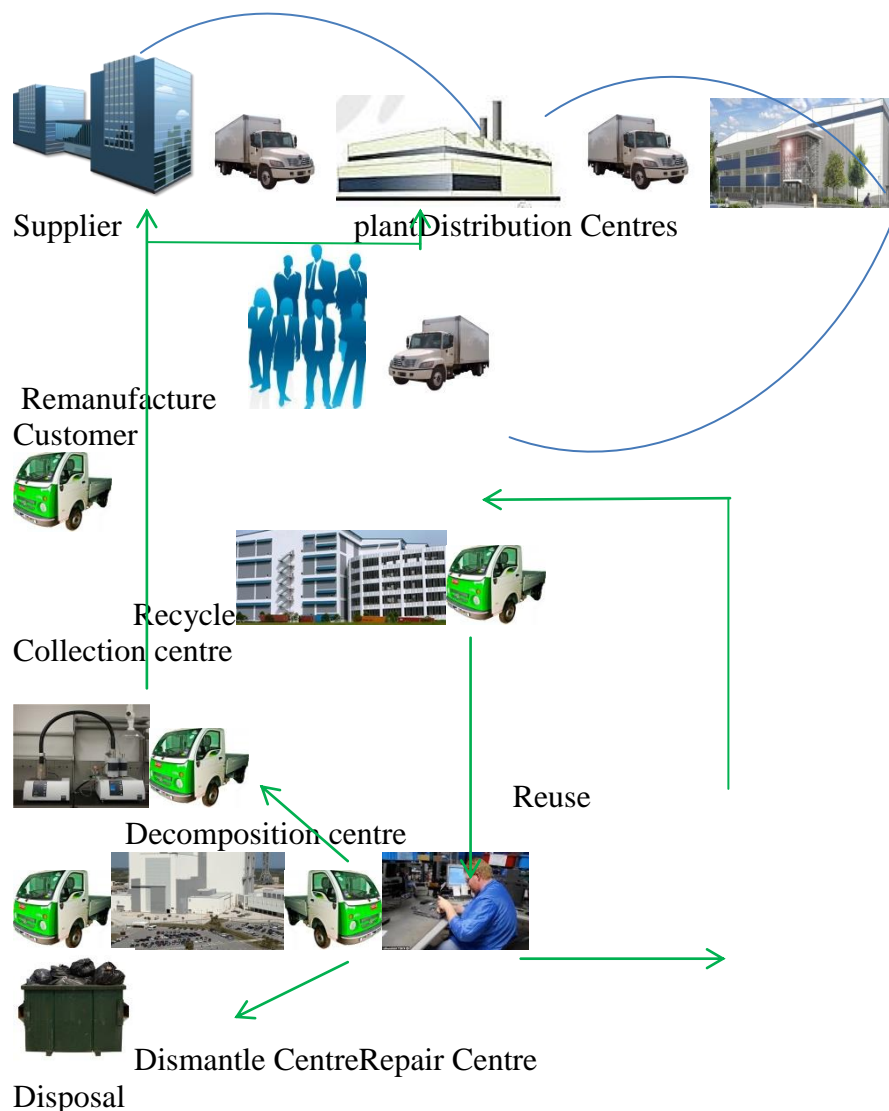 Supplier
plantDistribution Centres
Remanufacture
Customer
Recycle
Collection centre
Reuse
Decomposition centre
Dismantle CentreRepair Centre
Disposal